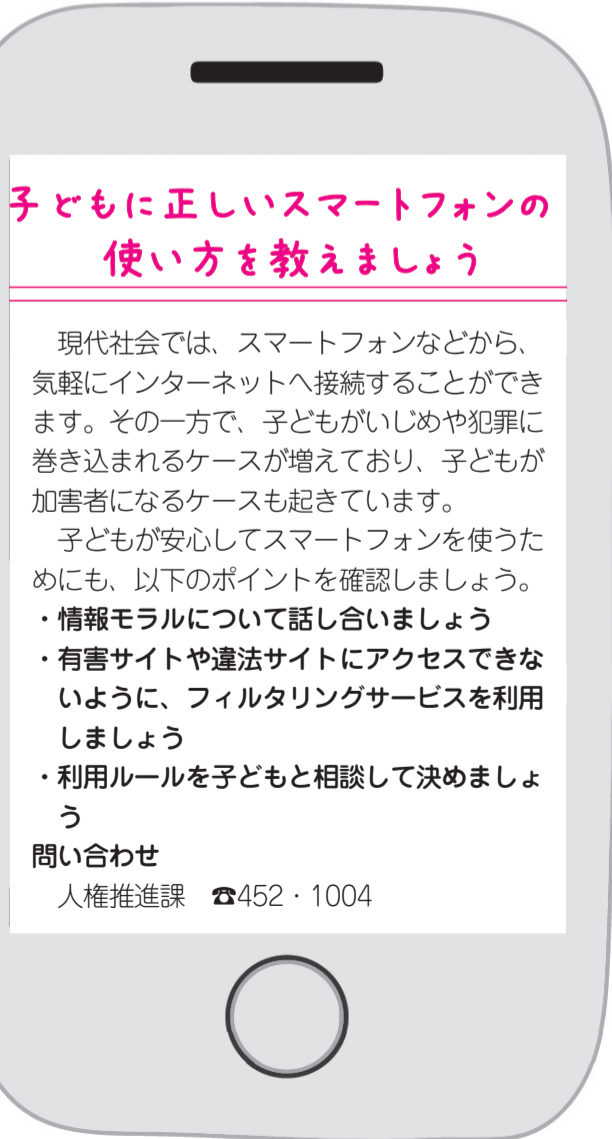 子どもに正しいスマートフォンの
使い方を教えましょう
　現代社会では、スマートフォンなどから、
気軽にインターネットへ接続することができ
ます。その一方で、子どもがいじめや犯罪に
巻き込まれるケースが増えており、子どもが
加害者になるケースも起きています。
　子どもが安心してスマートフォンを使うた
めにも、以下のポイントを確認しましょう。
・情報モラルについて話し合いましょう
・有害サイトや違法サイトにアクセスできな
いように、フィルタリングサービスを利用
しましょう
・利用ルールを子どもと相談して決めましょ
う
問い合わせ
　人権推進課　☎452・1004